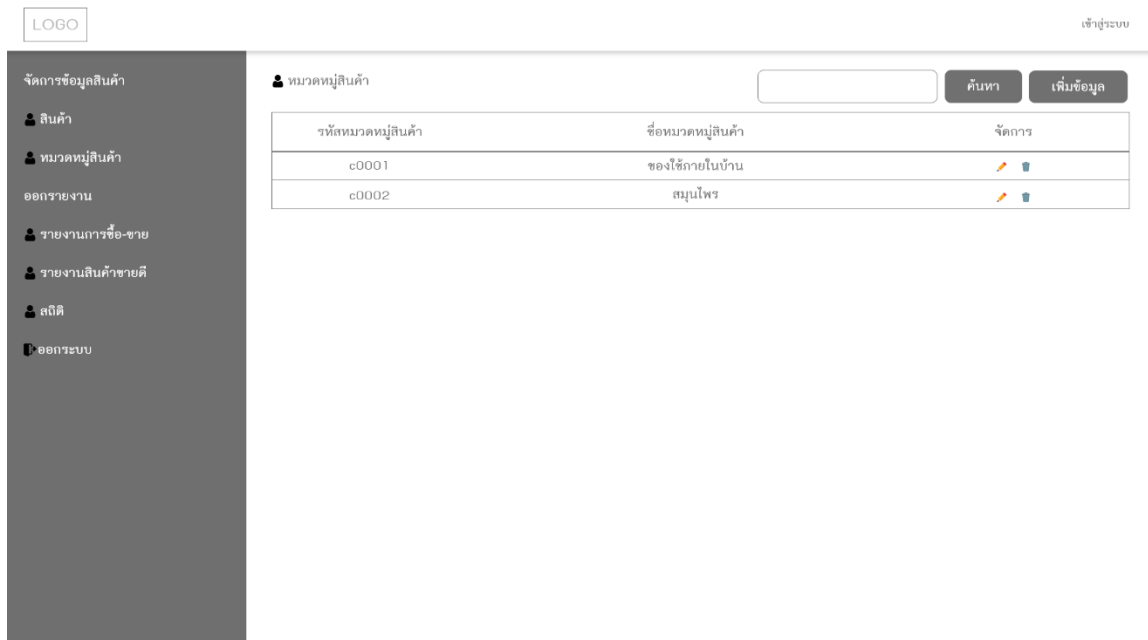 LOGO
เข้าสู่ระบบ
จัดการข้อมูลสินค้า
สินค้า
หมวดหมู่สินค้า
ออกรายงาน
รายงานการซื้อ-ขาย
รายงานสินค้าขายดี
สถิติ
ออกระบบ
หมวดหมู่สินค้า
ค้นหา
เพิ่มข้อมูล
รหัสหมวดหมู่สินค้า ชื่อหมวดหมู่สินค้า จัดการ
c0001 ของใช้ภายในบ้าน
c0002 สมุนไพร